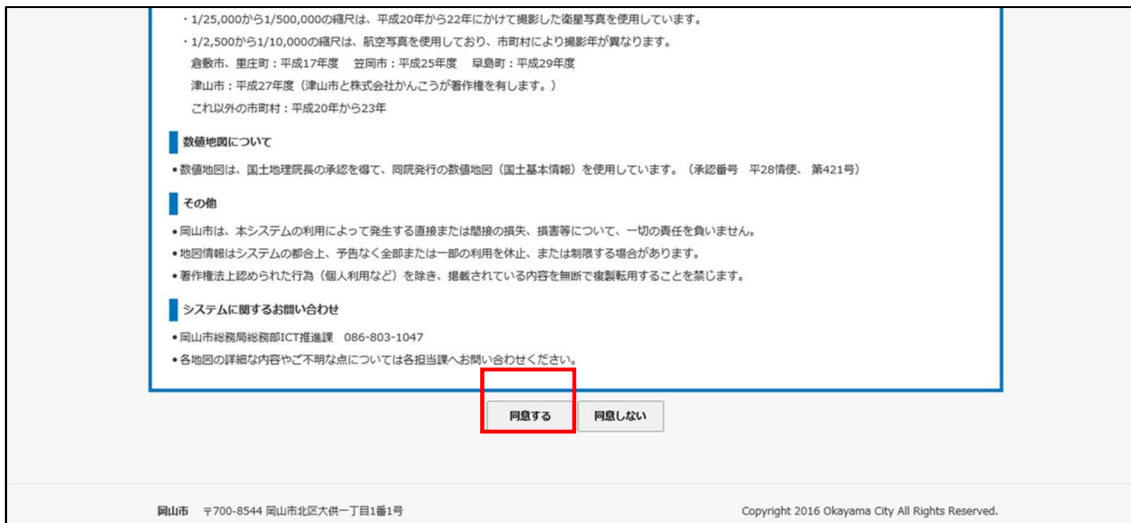 ・1/25,000から1/500,000の縮尺は、平成20年から22年にかけて撮影した衛星写真を使用しています。
・1/2,500から1/10,000の縮尺は、航空写真を使用しており、市町村により撮影年が異なります。
倉敷市、里庄町：平成17年度　笠岡市：平成25年度　早島町：平成29年度
津山市：平成27年度（津山市と株式会社かんこうが著作権を有します。）
これ以外の市町村：平成20年から23年
数値地図について
•数値地図は、国土地理院長の承認を得て、同院発行の数値地図（国土基本情報）を使用しています。（承認番号　平28情使、 第421号）
その他
•岡山市は、本システムの利用によって発生する直接または間接の損失、損害等について、一切の責任を負いません。
•地図情報はシステムの都合上、予告なく全部または一部の利用を休止、または制限する場合があります。
•著作権法上認められた行為（個人利用など）を除き、掲載されている内容を無断で複製転用することを禁じます。
システムに関するお問い合わせ
•岡山市総務局総務部ICT推進課　086-803-1047
•各地図の詳細な内容やご不明な点については各担当課へお問い合わせください。
同意する　同意しない
岡山市　〒700-8544 岡山市北区大供一丁目1番1号　Copyright 2016 Okayama City All Rights Reserved.